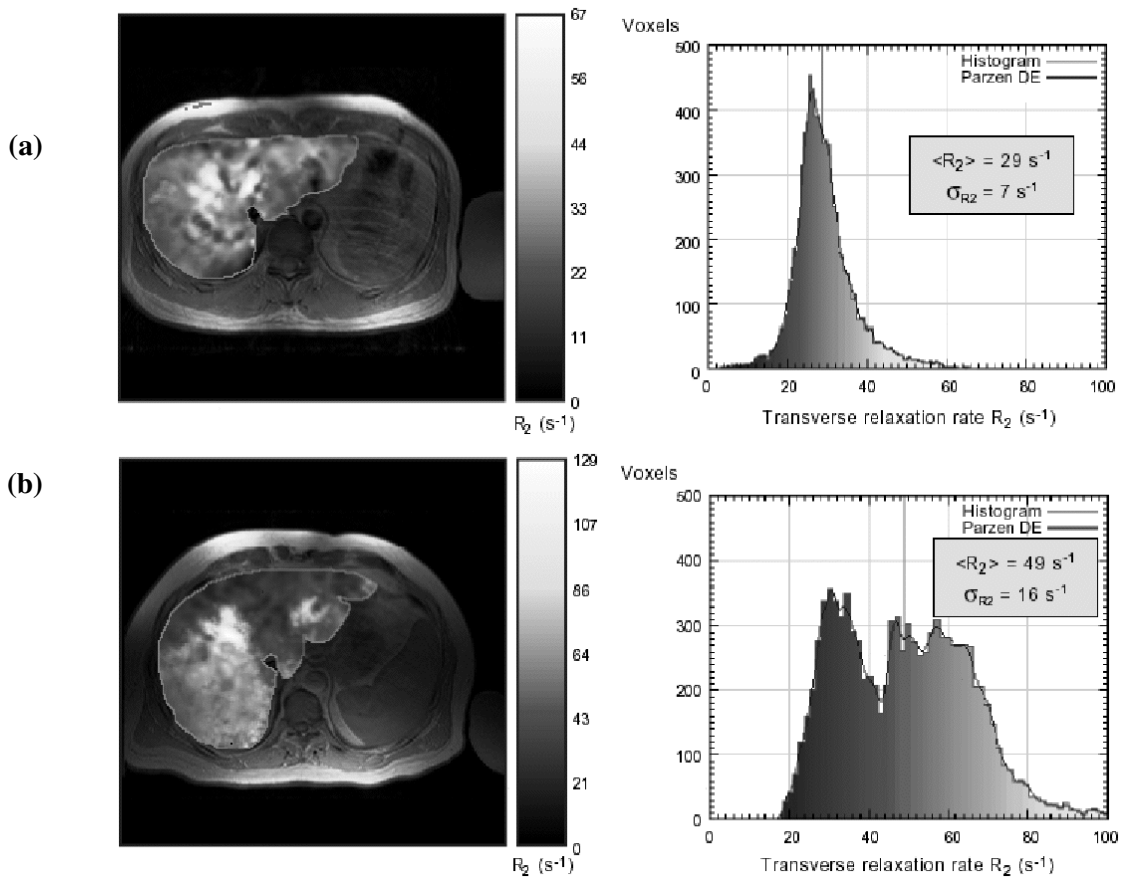 (a)
67
56
44
33
22
11
0
R2 (s-1)
Voxels
500
400
300
200
100
0
0
20
40
60
80
100
Histogram
Parzen DE
<R2> = 29 s-1
σR2 = 7 s-1
Transverse relaxation rate R2 (s-1)
(b)
129
107
86
64
43
21
0
R2 (s-1)
Voxels
500
400
300
200
100
0
0
20
40
60
80
100
Histogram
Parzen DE
<R2> = 49 s-1
σR2 = 16 s-1
Transverse relaxation rate R2 (s-1)